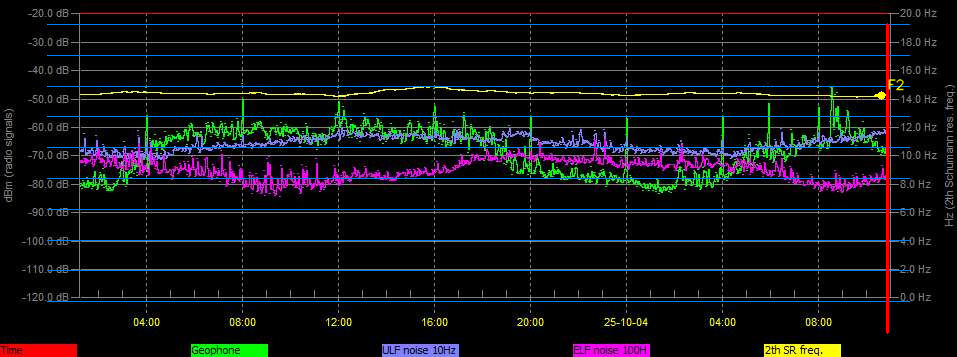 -20.0 dB 20.0 Hz
-30.0 dB 18.0 Hz
-40.0 dB 16.0 Hz
F2
-50.0 dB 14.0 Hz
-60.0 dB 12.0 Hz
-70.0 dB 10.0 Hz
-80.0 dB 8.0 Hz
-90.0 dB 6.0 Hz
-100.0 dB 4.0 Hz
-110.0 dB 2.0 Hz
-120.0 dB 0.0 Hz
dBm (radio signals)
Hz (2th Schumann res. freq.)
04:00 08:00 12:00 16:00 20:00 25-10-04 04:00 08:00
Time Geophone ULF noise 10Hz ELF noise 100H 2th SR freq.